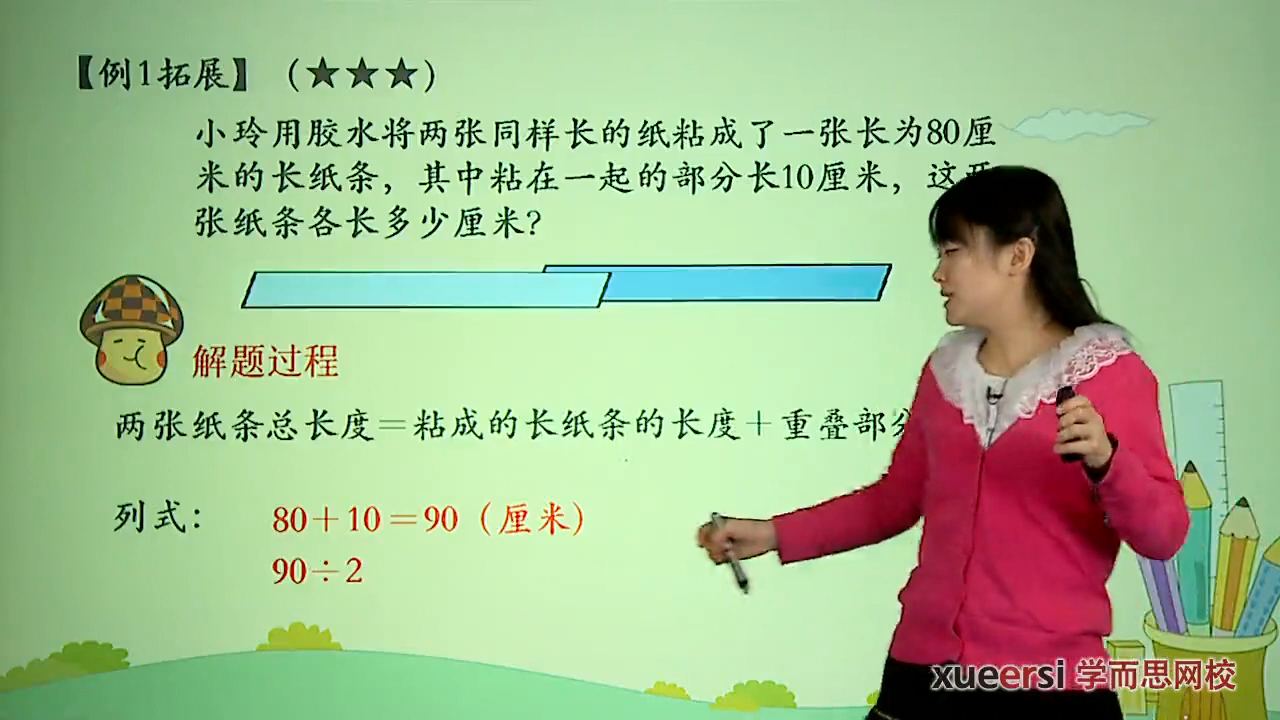 【例1拓展】（★★★）
小玲用胶水将两张同样长的纸粘成了一张长为80厘
米的长纸条，其中粘在一起的部分长10厘米，这
张纸条各长多少厘米？
解题过程
两张纸条总长度＝粘成的长纸条的长度＋重叠部
列式： 80＋10＝90（厘米）
90÷2
xueersi 学而思网校